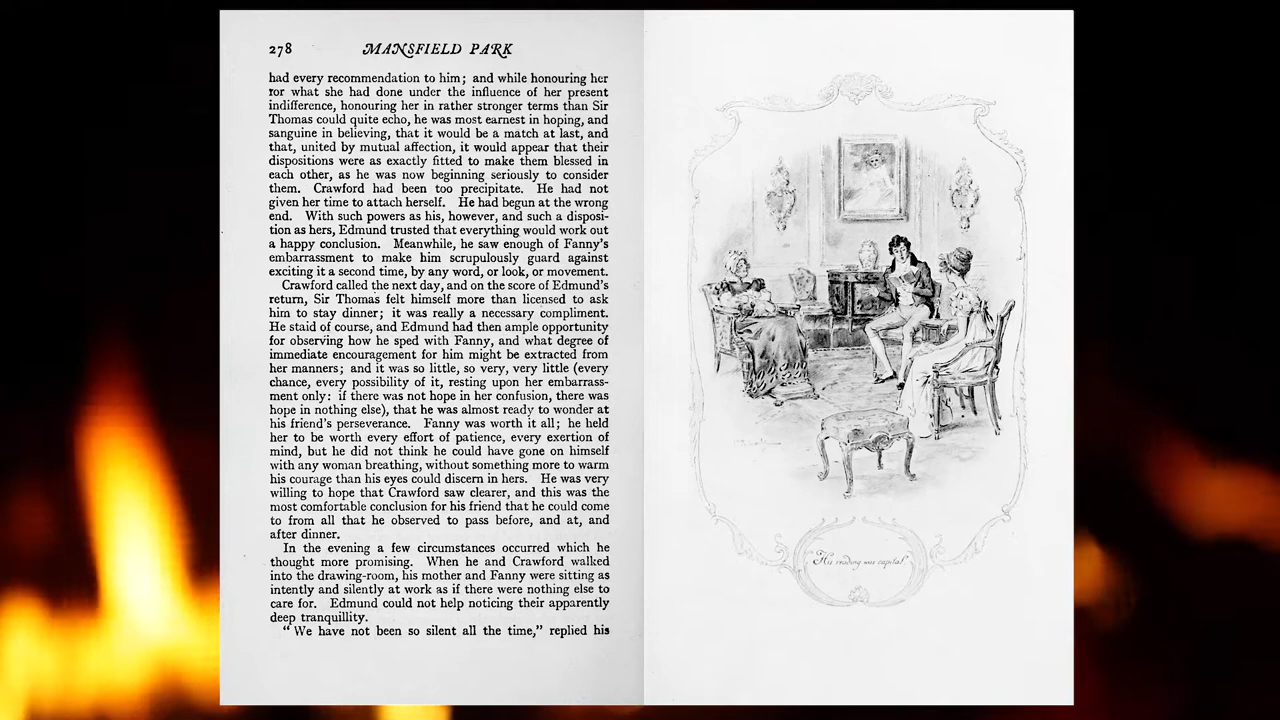 278 MANSFIELD PARK
had every recommendation to him; and while honouring her
ror what she had done under the influence of her present
indifference, honouring her in rather stronger terms than Sir
Thomas could quite echo, he was most earnest in hoping, and
sanguine in believing, that it would be a match at last, and
that, united by mutual affection, it would appear that their
dispositions were as exactly fitted to make them blessed in
each other, as he was now beginning seriously to consider
them. Crawford had been too precipitate. He had not
given her time to attach herself. He had begun at the wrong
end. With such powers as his, however, and such a disposi-
tion as hers, Edmund trusted that everything would work out
a happy conclusion. Meanwhile, he saw enough of Fanny's
embarrassment to make him scrupulously guard against
exciting it a second time, by any word, or look, or movement.
Crawford called the next day, and on the score of Edmund's
return, Sir Thomas felt himself more than licensed to ask
him to stay dinner; it was really a necessary compliment.
He staid of course, and Edmund had then ample opportunity
for observing how he sped with Fanny, and what degree of
immediate encouragement for him might be extracted from
her manners; and it was so little, so very, very little (every
chance, every possibility of it, resting upon her embarrass-
ment only: if there was not hope in her confusion, there was
hope in nothing else), that he was almost ready to wonder at
his friend's perseverance. Fanny was worth it all; he held
her to be worth every effort of patience, every exertion of
mind, but he did not think he could have gone on himself
with any woman breathing, without something more to warm
his courage than his eyes could discern in hers. He was very
willing to hope that Crawford saw clearer, and this was the
most comfortable conclusion for his friend that he could come
to from all that he observed to pass before, and at, and
after dinner.
In the evening a few circumstances occurred which he
thought more promising. When he and Crawford walked
into the drawing-room, his mother and Fanny were sitting as
intently and silently at work as if there were nothing else to
care for. Edmund could not help noticing their apparently
deep tranquillity.
“ We have not been so silent all the time,” replied his
His reading was capital.